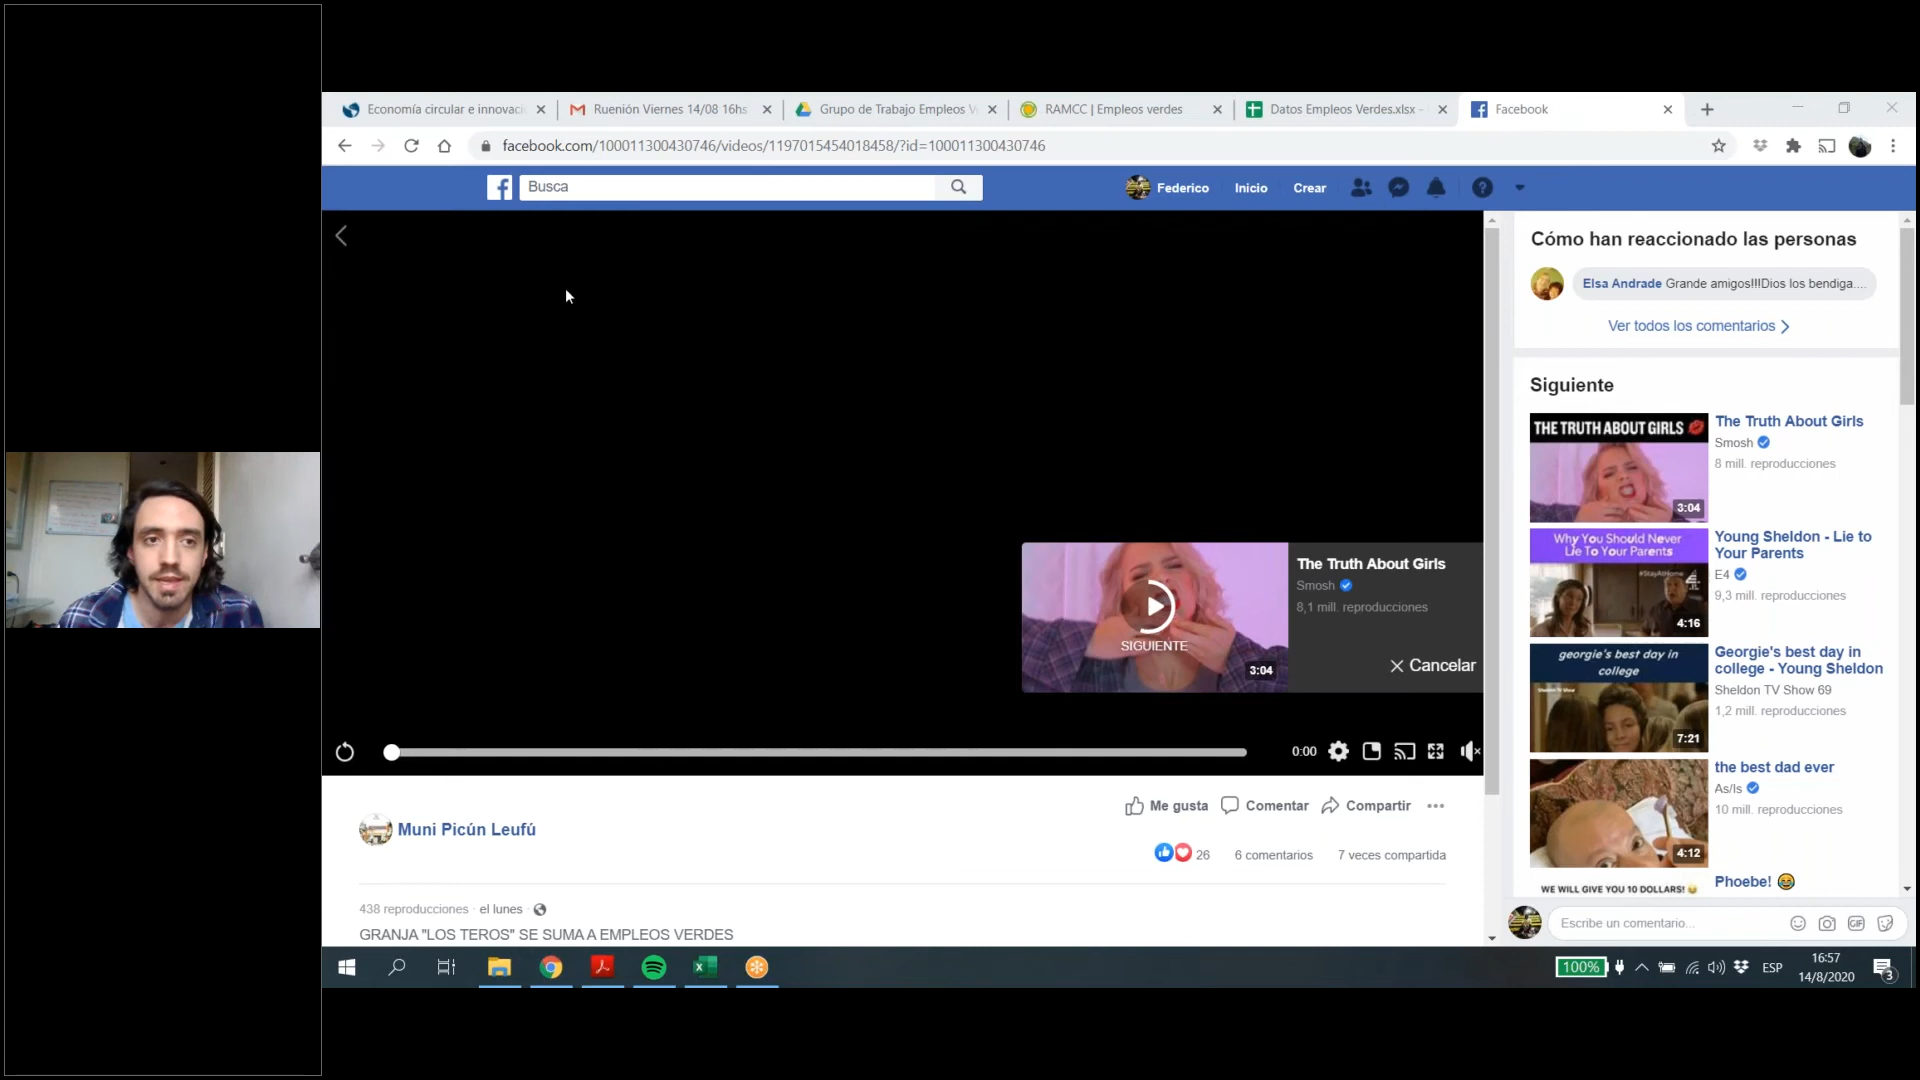 Economía circular e innovaci
Ruenión Viernes 14/08 16hs
Grupo de Trabajo Empleos V
RAMCC | Empleos verdes
Datos Empleos Verdes.xlsx -
Facebook
facebook.com/100011300430746/videos/1197015454018458/?id=100011300430746
Busca
Federico
Inicio
Crear
Cómo han reaccionado las personas
Elsa Andrade Grande amigos!!!Dios los bendiga....
Ver todos los comentarios
Siguiente
THE TRUTH ABOUT GIRLS
3:04
The Truth About Girls
Smosh
8 mill. reproducciones
Why You Should Never
Lie To Your Parents
#StayAtHome
4:16
Young Sheldon - Lie to
Your Parents
E4
9,3 mill. reproducciones
georgie's best day in
college
Sheldon TV Show
7:21
Georgie's best day in
college - Young Sheldon
Sheldon TV Show 69
1,2 mill. reproducciones
4:12
the best dad ever
As/Is
10 mill. reproducciones
WE WILL GIVE YOU 10 DOLLARS!
Phoebe!
Escribe un comentario...
SIGUIENTE
3:04
The Truth About Girls
Smosh
8,1 mill. reproducciones
Cancelar
0:00
Muni Picún Leufú
Me gusta
Comentar
Compartir
26
6 comentarios
7 veces compartida
438 reproducciones · el lunes ·
GRANJA "LOS TEROS" SE SUMA A EMPLEOS VERDES
100%
ESP
16:57
14/8/2020
3